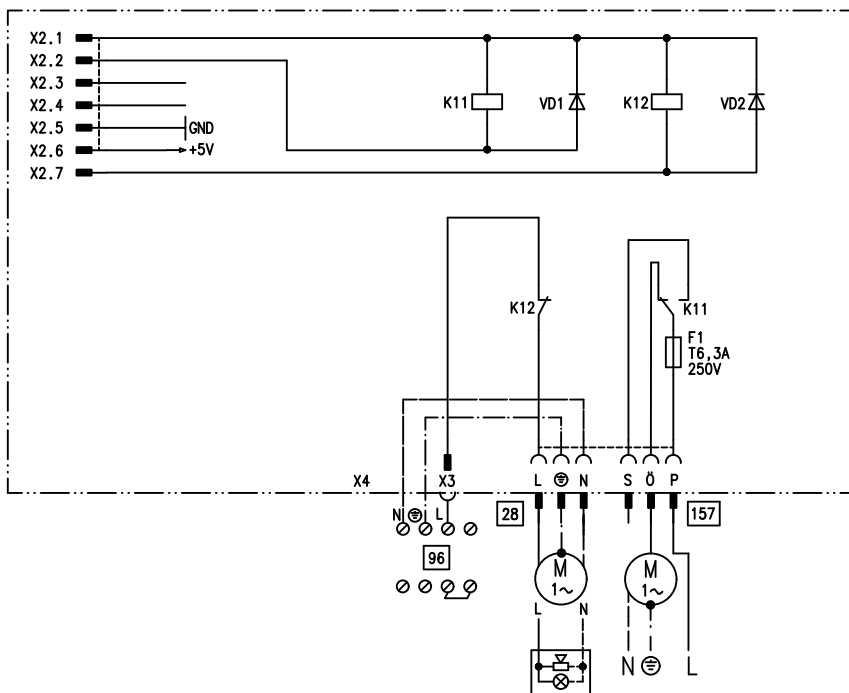 X2.1
X2.2
X2.3
X2.4
X2.5 GND
X2.6 +5V
X2.7
K11 VD1 K12 VD2
K12 K11
F1
T6,3A
250V
X4 X3 L N S Ö P
N L 28 157
96
M M
1~ 1~
L N
N L